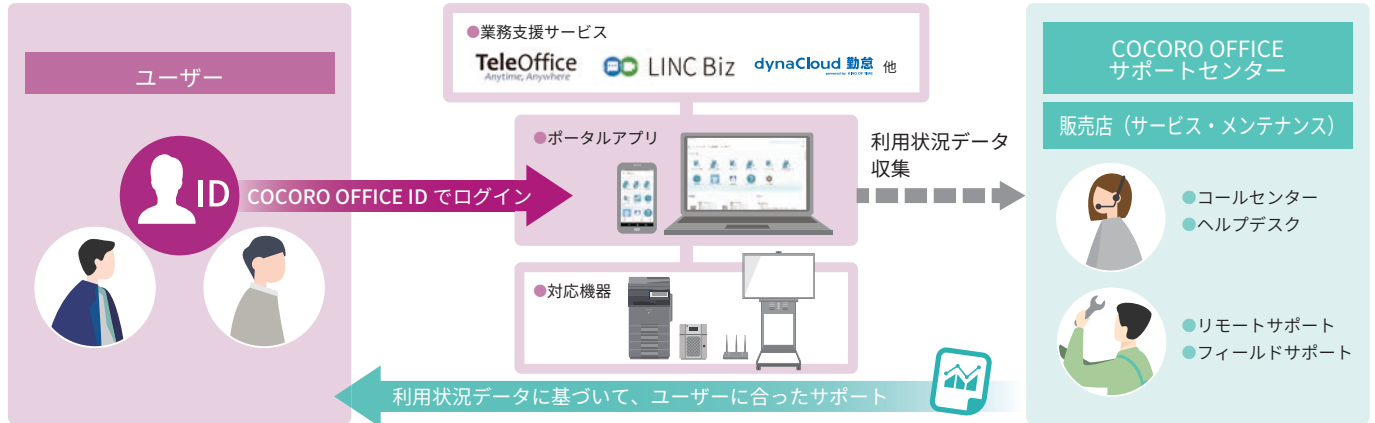 ユーザー
ID
COCORO OFFICE ID でログイン
●業務支援サービス
TeleOffice
Anytime, Anywhere
LINC Biz
dynaCloud 勤怠 他
powered by KING OF TIME
●ポータルアプリ
●対応機器
利用状況データ
収集
COCORO OFFICE
サポートセンター
販売店（サービス・メンテナンス）
●コールセンター
●ヘルプデスク
●リモートサポート
●フィールドサポート
利用状況データに基づいて、ユーザーに合ったサポート